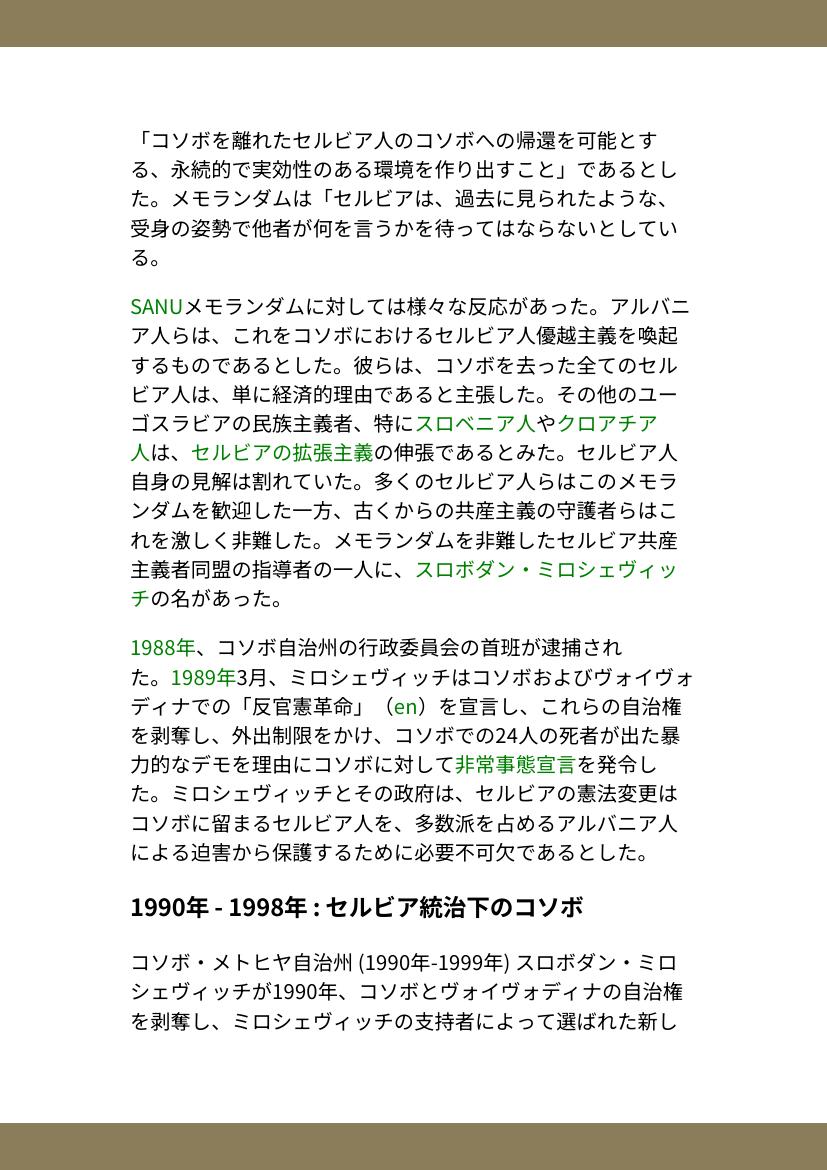 「コソボを離れたセルビア人のコソボへの帰還を可能とす
る、永続的で実効性のある環境を作り出すこと」であるとし
た。メモランダムは「セルビアは、過去に見られたような、
受身の姿勢で他者が何を言うかを待ってはならないとしてい
る。
SANUメモランダムに対しては様々な反応があった。アルバニ
ア人らは、これをコソボにおけるセルビア人優越主義を喚起
するものであるとした。彼らは、コソボを去った全てのセル
ビア人は、単に経済的理由であると主張した。その他のユー
ゴスラビアの民族主義者、特にスロベニア人やクロアチア
人は、セルビアの拡張主義の伸張であるとみた。セルビア人
自身の見解は割れていた。多くのセルビア人らはこのメモラ
ンダムを歓迎した一方、古くからの共産主義の守護者らはこ
れを激しく非難した。メモランダムを非難したセルビア共産
主義者同盟の指導者の一人に、スロボダン・ミロシェヴィッ
チの名があった。
1988年、コソボ自治州の行政委員会の首班が逮捕され
た。1989年3月、ミロシェヴィッチはコソボおよびヴォイヴォ
ディナでの「反官憲革命」（en）を宣言し、これらの自治権
を剥奪し、外出制限をかけ、コソボでの24人の死者が出た暴
力的なデモを理由にコソボに対して非常事態宣言を発令し
た。ミロシェヴィッチとその政府は、セルビアの憲法変更は
コソボに留まるセルビア人を、多数派を占めるアルバニア人
による迫害から保護するために必要不可欠であるとした。
1990年 - 1998年 : セルビア統治下のコソボ
コソボ・メトヒヤ自治州 (1990年-1999年) スロボダン・ミロ
シェヴィッチが1990年、コソボとヴォイヴォディナの自治権
を剥奪し、ミロシェヴィッチの支持者によって選ばれた新し